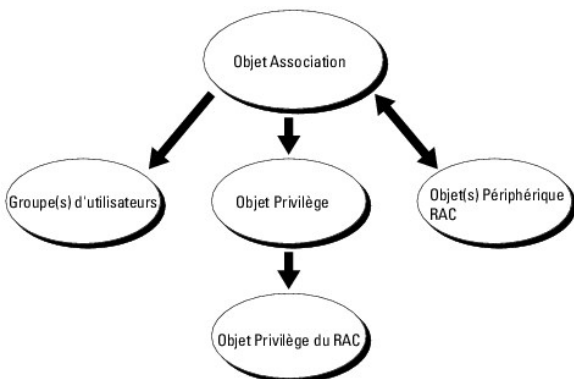 Objet Association
Groupe(s) d'utilisateurs
Objet Privilège
Objet(s) Périphérique
RAC
Objet Privilège du RAC